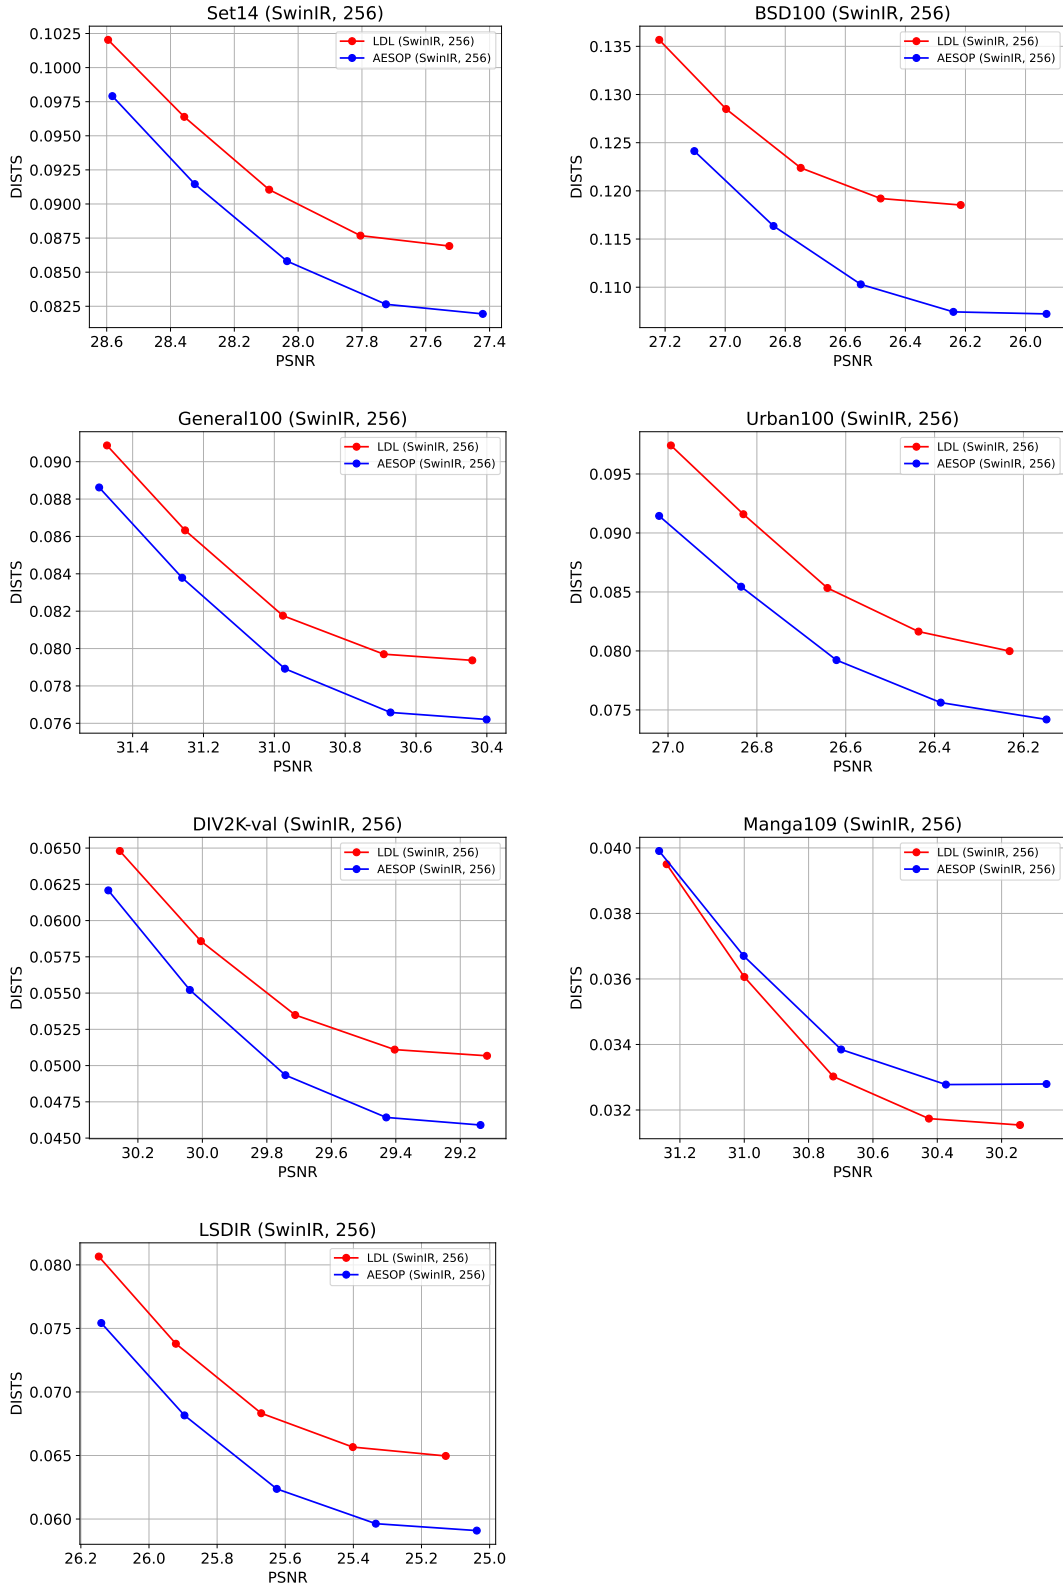 Set14 (SwinIR, 256)
LDL (SwinIR, 256)
AESOP (SwinIR, 256)
0.1025
0.1000
0.0975
0.0950
0.0925
0.0900
0.0875
0.0850
0.0825
DISTS
28.6 28.4 28.2 28.0 27.8 27.6 27.4
PSNR
BSD100 (SwinIR, 256)
LDL (SwinIR, 256)
AESOP (SwinIR, 256)
0.135
0.130
0.125
0.120
0.115
0.110
DISTS
27.2 27.0 26.8 26.6 26.4 26.2 26.0
PSNR
General100 (SwinIR, 256)
LDL (SwinIR, 256)
AESOP (SwinIR, 256)
0.090
0.088
0.086
0.084
0.082
0.080
0.078
0.076
DISTS
31.4 31.2 31.0 30.8 30.6 30.4
PSNR
Urban100 (SwinIR, 256)
LDL (SwinIR, 256)
AESOP (SwinIR, 256)
0.095
0.090
0.085
0.080
0.075
DISTS
27.0 26.8 26.6 26.4 26.2
PSNR
DIV2K-val (SwinIR, 256)
LDL (SwinIR, 256)
AESOP (SwinIR, 256)
0.0650
0.0625
0.0600
0.0575
0.0550
0.0525
0.0500
0.0475
0.0450
DISTS
30.2 30.0 29.8 29.6 29.4 29.2
PSNR
Manga109 (SwinIR, 256)
LDL (SwinIR, 256)
AESOP (SwinIR, 256)
0.040
0.038
0.036
0.034
0.032
DISTS
31.2 31.0 30.8 30.6 30.4 30.2
PSNR
LSDIR (SwinIR, 256)
LDL (SwinIR, 256)
AESOP (SwinIR, 256)
0.080
0.075
0.070
0.065
0.060
DISTS
26.2 26.0 25.8 25.6 25.4 25.2 25.0
PSNR